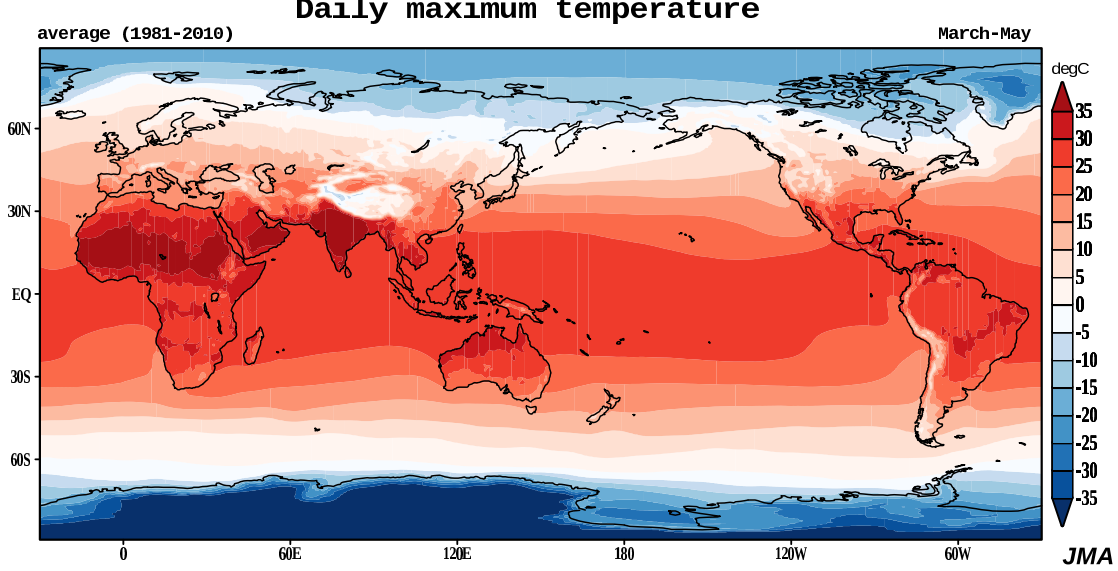 Daily maximum temperature
average (1981-2010) March-May
degC
35
30
25
20
15
10
5
0
-5
-10
-15
-20
-25
-30
-35
60N
30N
EQ
30S
60S
0 60E 120E 180 120W 60W
JMA